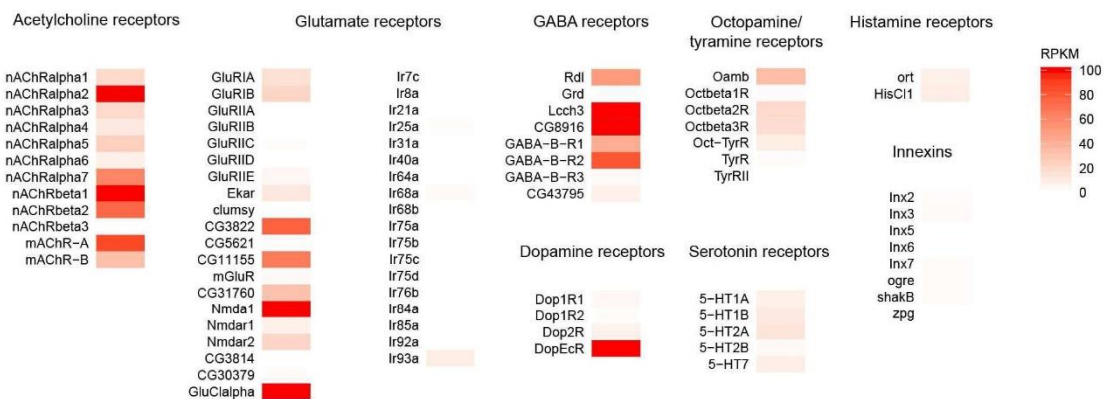 Acetylcholine receptors
nAChRalpha1
nAChRalpha2
nAChRalpha3
nAChRalpha4
nAChRalpha5
nAChRalpha6
nAChRalpha7
nAChRbeta1
nAChRbeta2
nAChRbeta3
mAChR−A
mAChR−B
Glutamate receptors
GluRIA
GluRIB
GluRIIA
GluRIIB
GluRIIC
GluRIID
GluRIIE
Ekar
clumsy
CG3822
CG5621
CG11155
mGluR
CG31760
Nmda1
Nmdar1
Nmdar2
CG3814
CG30379
GluClalpha
Ir7c
Ir8a
Ir21a
Ir25a
Ir31a
Ir40a
Ir64a
Ir68a
Ir68b
Ir75a
Ir75b
Ir75c
Ir75d
Ir76b
Ir84a
Ir85a
Ir92a
Ir93a
GABA receptors
Rdl
Grd
Lcch3
CG8916
GABA−B−R1
GABA−B−R2
GABA−B−R3
CG43795
Dopamine receptors
Dop1R1
Dop1R2
Dop2R
DopEcR
Octopamine/
tyramine receptors
Oamb
Octbeta1R
Octbeta2R
Octbeta3R
Oct−TyrR
TyrR
TyrRII
Serotonin receptors
5−HT1A
5−HT1B
5−HT2A
5−HT2B
5−HT7
Histamine receptors
ort
HisCl1
Innexins
Inx2
Inx3
Inx5
Inx6
Inx7
ogre
shakB
zpg
RPKM
100
80
60
40
20
0